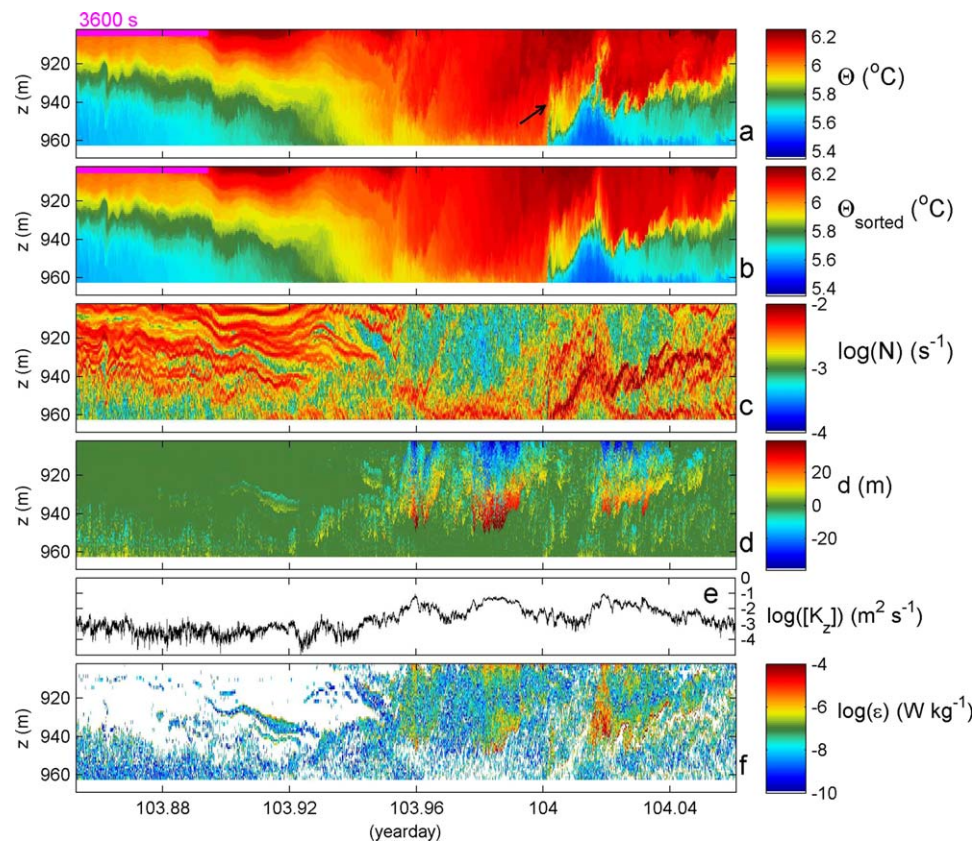 3600 s
920
940
960
z (m)
a
6.2
6
5.8
5.6
5.4
Θ (°C)
920
940
960
z (m)
b
6.2
6
5.8
5.6
5.4
Θsorted (°C)
920
940
960
z (m)
c
-2
-3
-4
log(N) (s⁻¹)
920
940
960
z (m)
d
20
0
-20
d (m)
e
0
-1
-2
-3
-4
log([Kz]) (m² s⁻¹)
920
940
960
z (m)
f
-4
-6
-8
-10
log(ε) (W kg⁻¹)
103.88
103.92
103.96
104
104.04
(yearday)